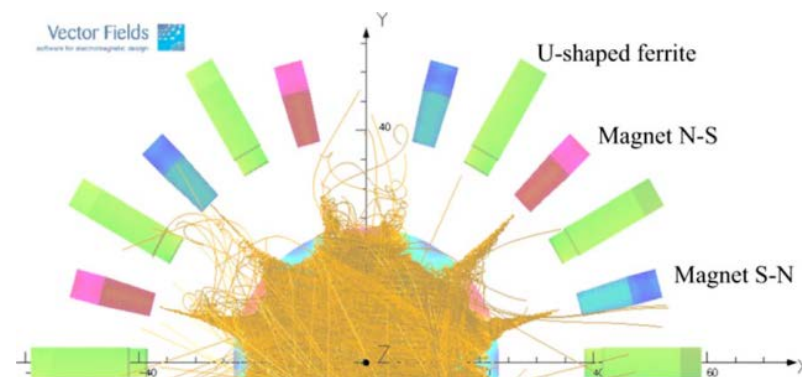 Vector Fields
software for electromagnetic design
Y
U-shaped ferrite
40
Magnet N-S
Magnet S-N
Z
-40
40
60
X